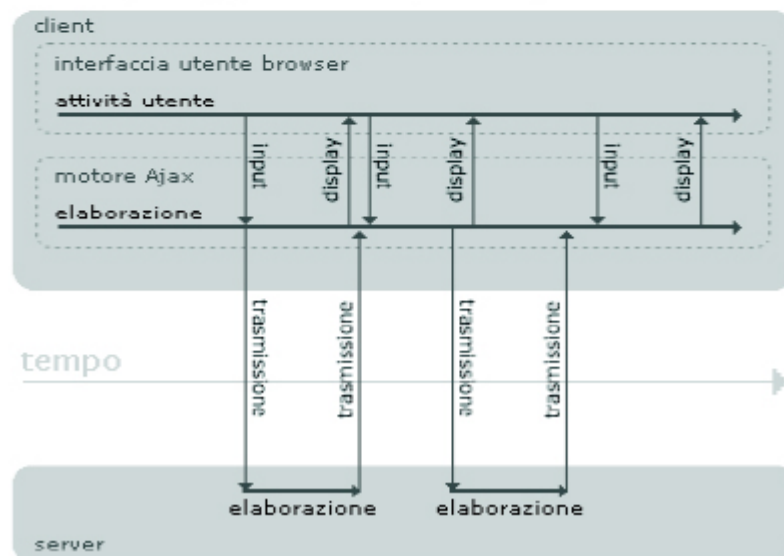 client
interfaccia utente browser
attività utente
input
display
input
display
input
display
motore Ajax
elaborazione
trasmissione
trasmissione
trasmissione
trasmissione
tempo
elaborazione
elaborazione
server